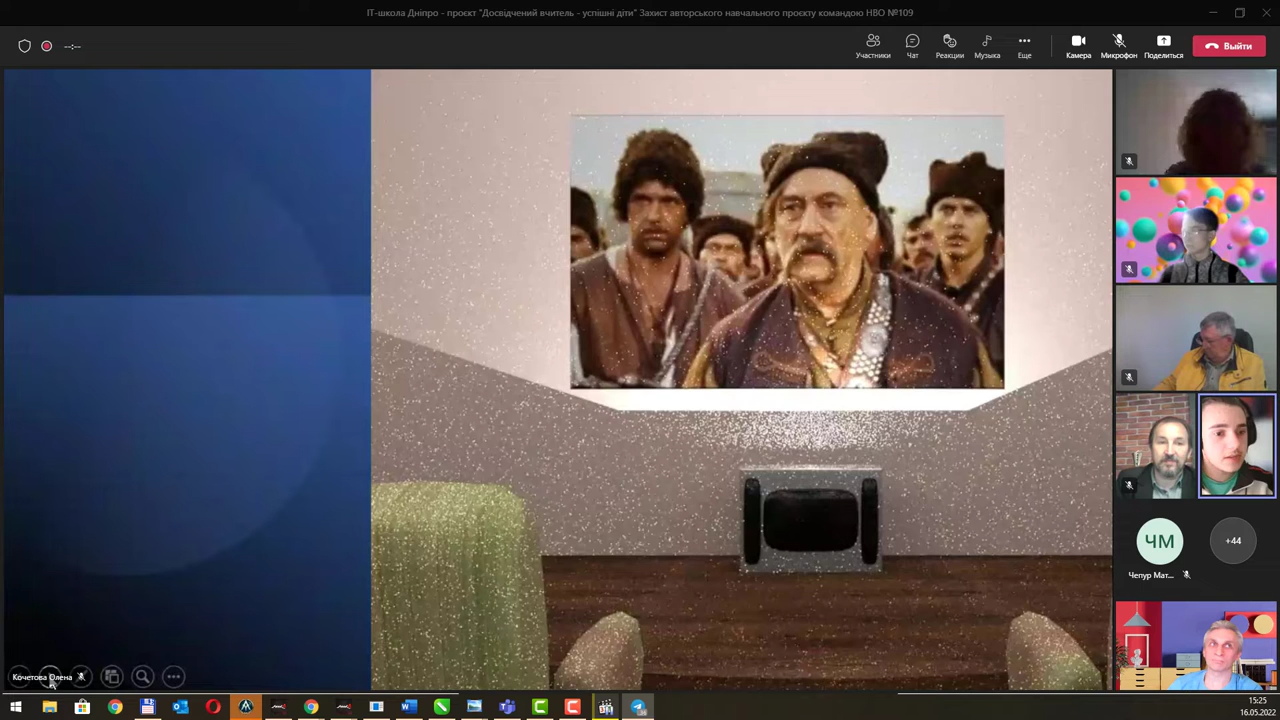 ІТ-школа Дніпро - проєкт "Досвідчений вчитель - успішні діти" Захист авторського навчального проєкту командою НВО №109
--:--
Участники
Чат
Реакции
Музыка
Еще
Камера
Микрофон
Поделиться
Выйти
ЧМ
+44
Чепур Мат...
Кочетова Олена
15:25
16.05.2022